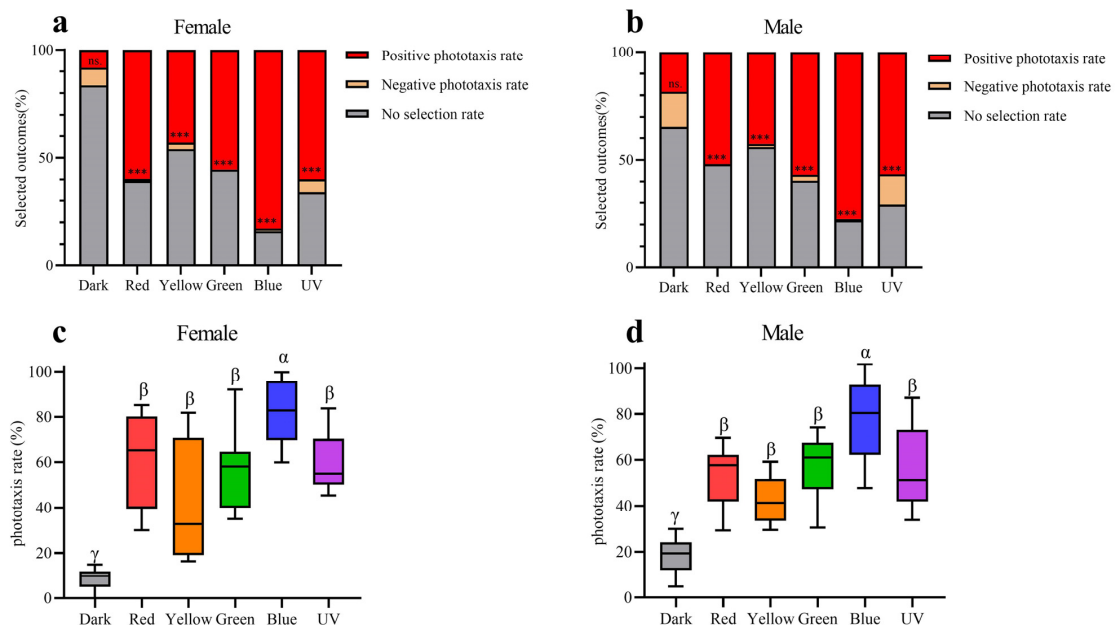 a
Female
100
50
0
Selected outcomes(%)
ns.
***
***
***
***
***
Dark Red Yellow Green Blue UV
Positive phototaxis rate
Negative phototaxis rate
No selection rate
b
Male
100
50
0
Selected outcomes(%)
ns.
***
***
***
***
***
Dark Red Yellow Green Blue UV
Positive phototaxis rate
Negative phototaxis rate
No selection rate
c
Female
100
80
60
40
20
0
phototaxis rate (%)
γ β β β α β
Dark Red Yellow Green Blue UV
d
Male
100
80
60
40
20
0
phototaxis rate (%)
γ β β β α β
Dark Red Yellow Green Blue UV